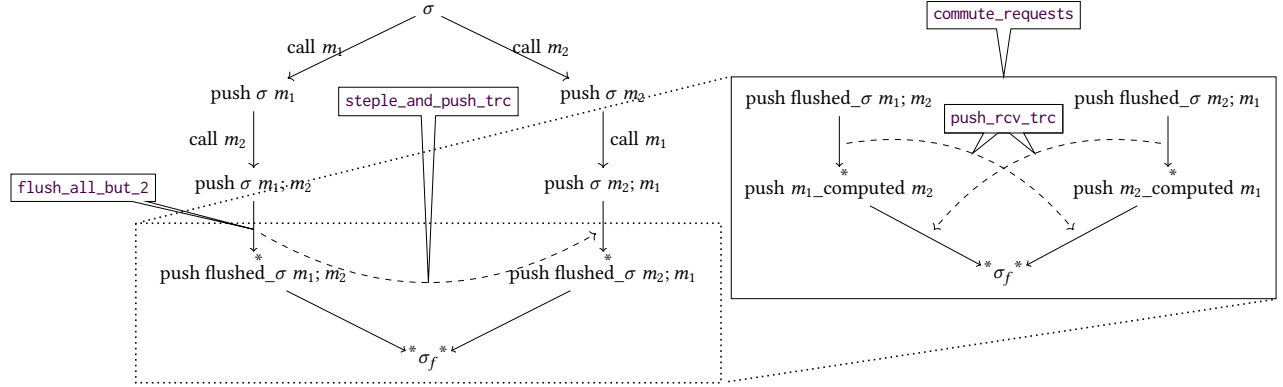 σ
commute_requests
call m₁
call m₂
push σ m₁
steple_and_push_trc
push σ m₂
push flushed_σ m₁; m₂
push flushed_σ m₂; m₁
push_rcv_trc
call m₂
call m₁
flush_all_but_2
push σ m₁; m₂
push σ m₂; m₁
*
*
push m₁_computed m₂
push m₂_computed m₁
*
*
push flushed_σ m₁; m₂
push flushed_σ m₂; m₁
*σ_f*
*σ_f*